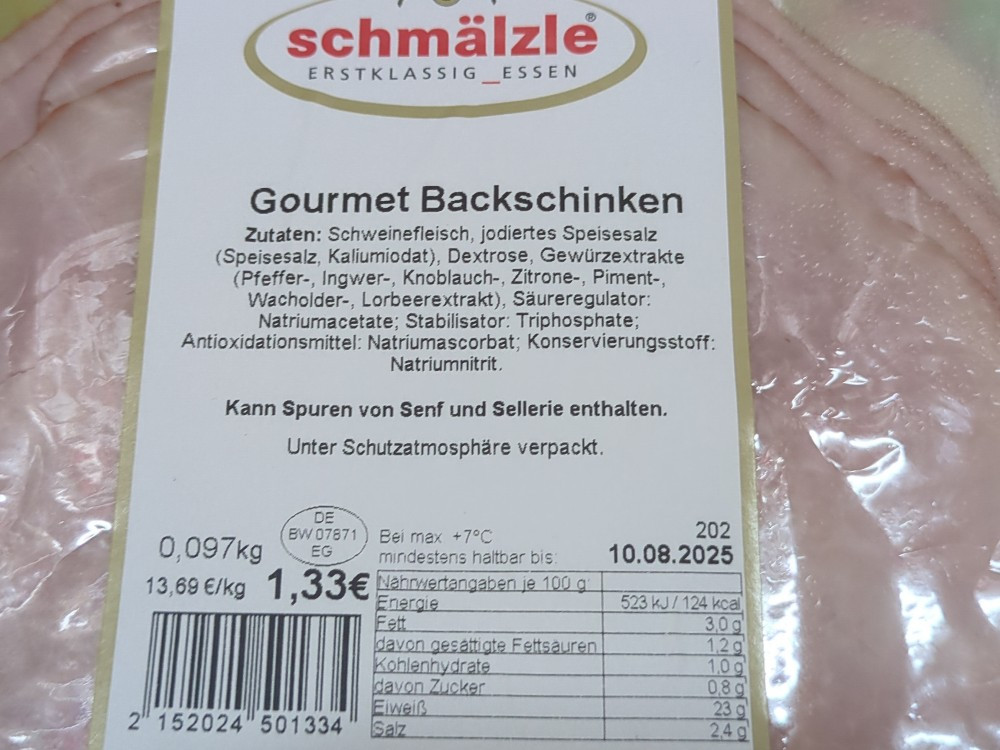 schmälzle®
ERSTKLASSIG_ESSEN
Gourmet Backschinken
Zutaten: Schweinefleisch, jodiertes Speisesalz
(Speisesalz, Kaliumiodat), Dextrose, Gewürzextrakte
(Pfeffer-, Ingwer-, Knoblauch-, Zitrone-, Piment-,
Wacholder-, Lorbeerextrakt), Säureregulator:
Natriumacetate; Stabilisator: Triphosphate;
Antioxidationsmittel: Natriumascorbat; Konservierungsstoff:
Natriumnitrit.
Kann Spuren von Senf und Sellerie enthalten.
Unter Schutzatmosphäre verpackt.
DE
BW 07871
EG
0,097kg
13,69 €/kg 1,33€
Bei max +7°C
mindestens haltbar bis:
202
10.08.2025
Nährwertangaben je 100 g:
Energie 523 kJ / 124 kcal
Fett 3,0 g
davon gesättigte Fettsäuren 1,2 g
Kohlenhydrate 1,0 g
davon Zucker 0,8 g
Eiweiß 23 g
Salz 2,4 g
2 152024 501334